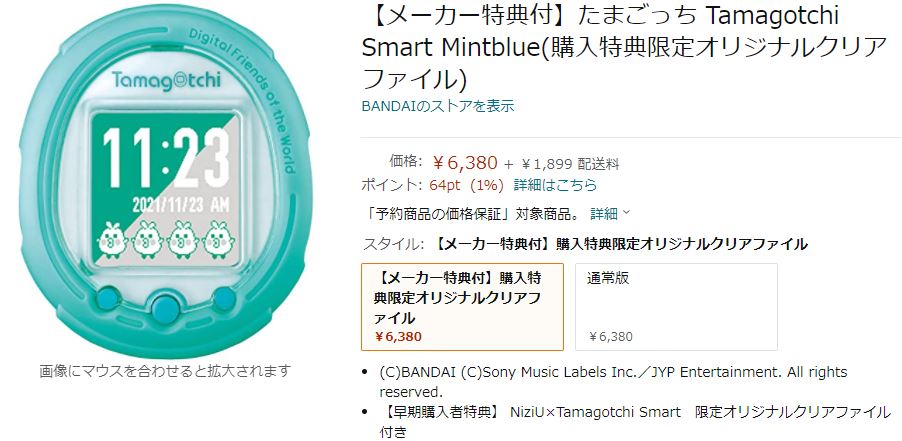 Digital Friends of the World
Tamagotchi
11:23
2021/11/23 AM
画像にマウスを合わせると拡大されます
【メーカー特典付】たまごっち Tamagotchi
Smart Mintblue(購入特典限定オリジナルクリア
ファイル)
BANDAIのストアを表示
価格: ￥6,380 + ￥1,899 配送料
ポイント: 64pt (1%) 詳細はこちら
「予約商品の価格保証」対象商品。 詳細
スタイル: 【メーカー特典付】購入特典限定オリジナルクリアファイル
【メーカー特典付】購入特
典限定オリジナルクリアフ
ァイル
￥6,380
通常版
￥6,380
• (C)BANDAI (C)Sony Music Labels Inc.／JYP Entertainment. All rights
reserved.
• 【早期購入者特典】 NiziU×Tamagotchi Smart　限定オリジナルクリアファイル
付き